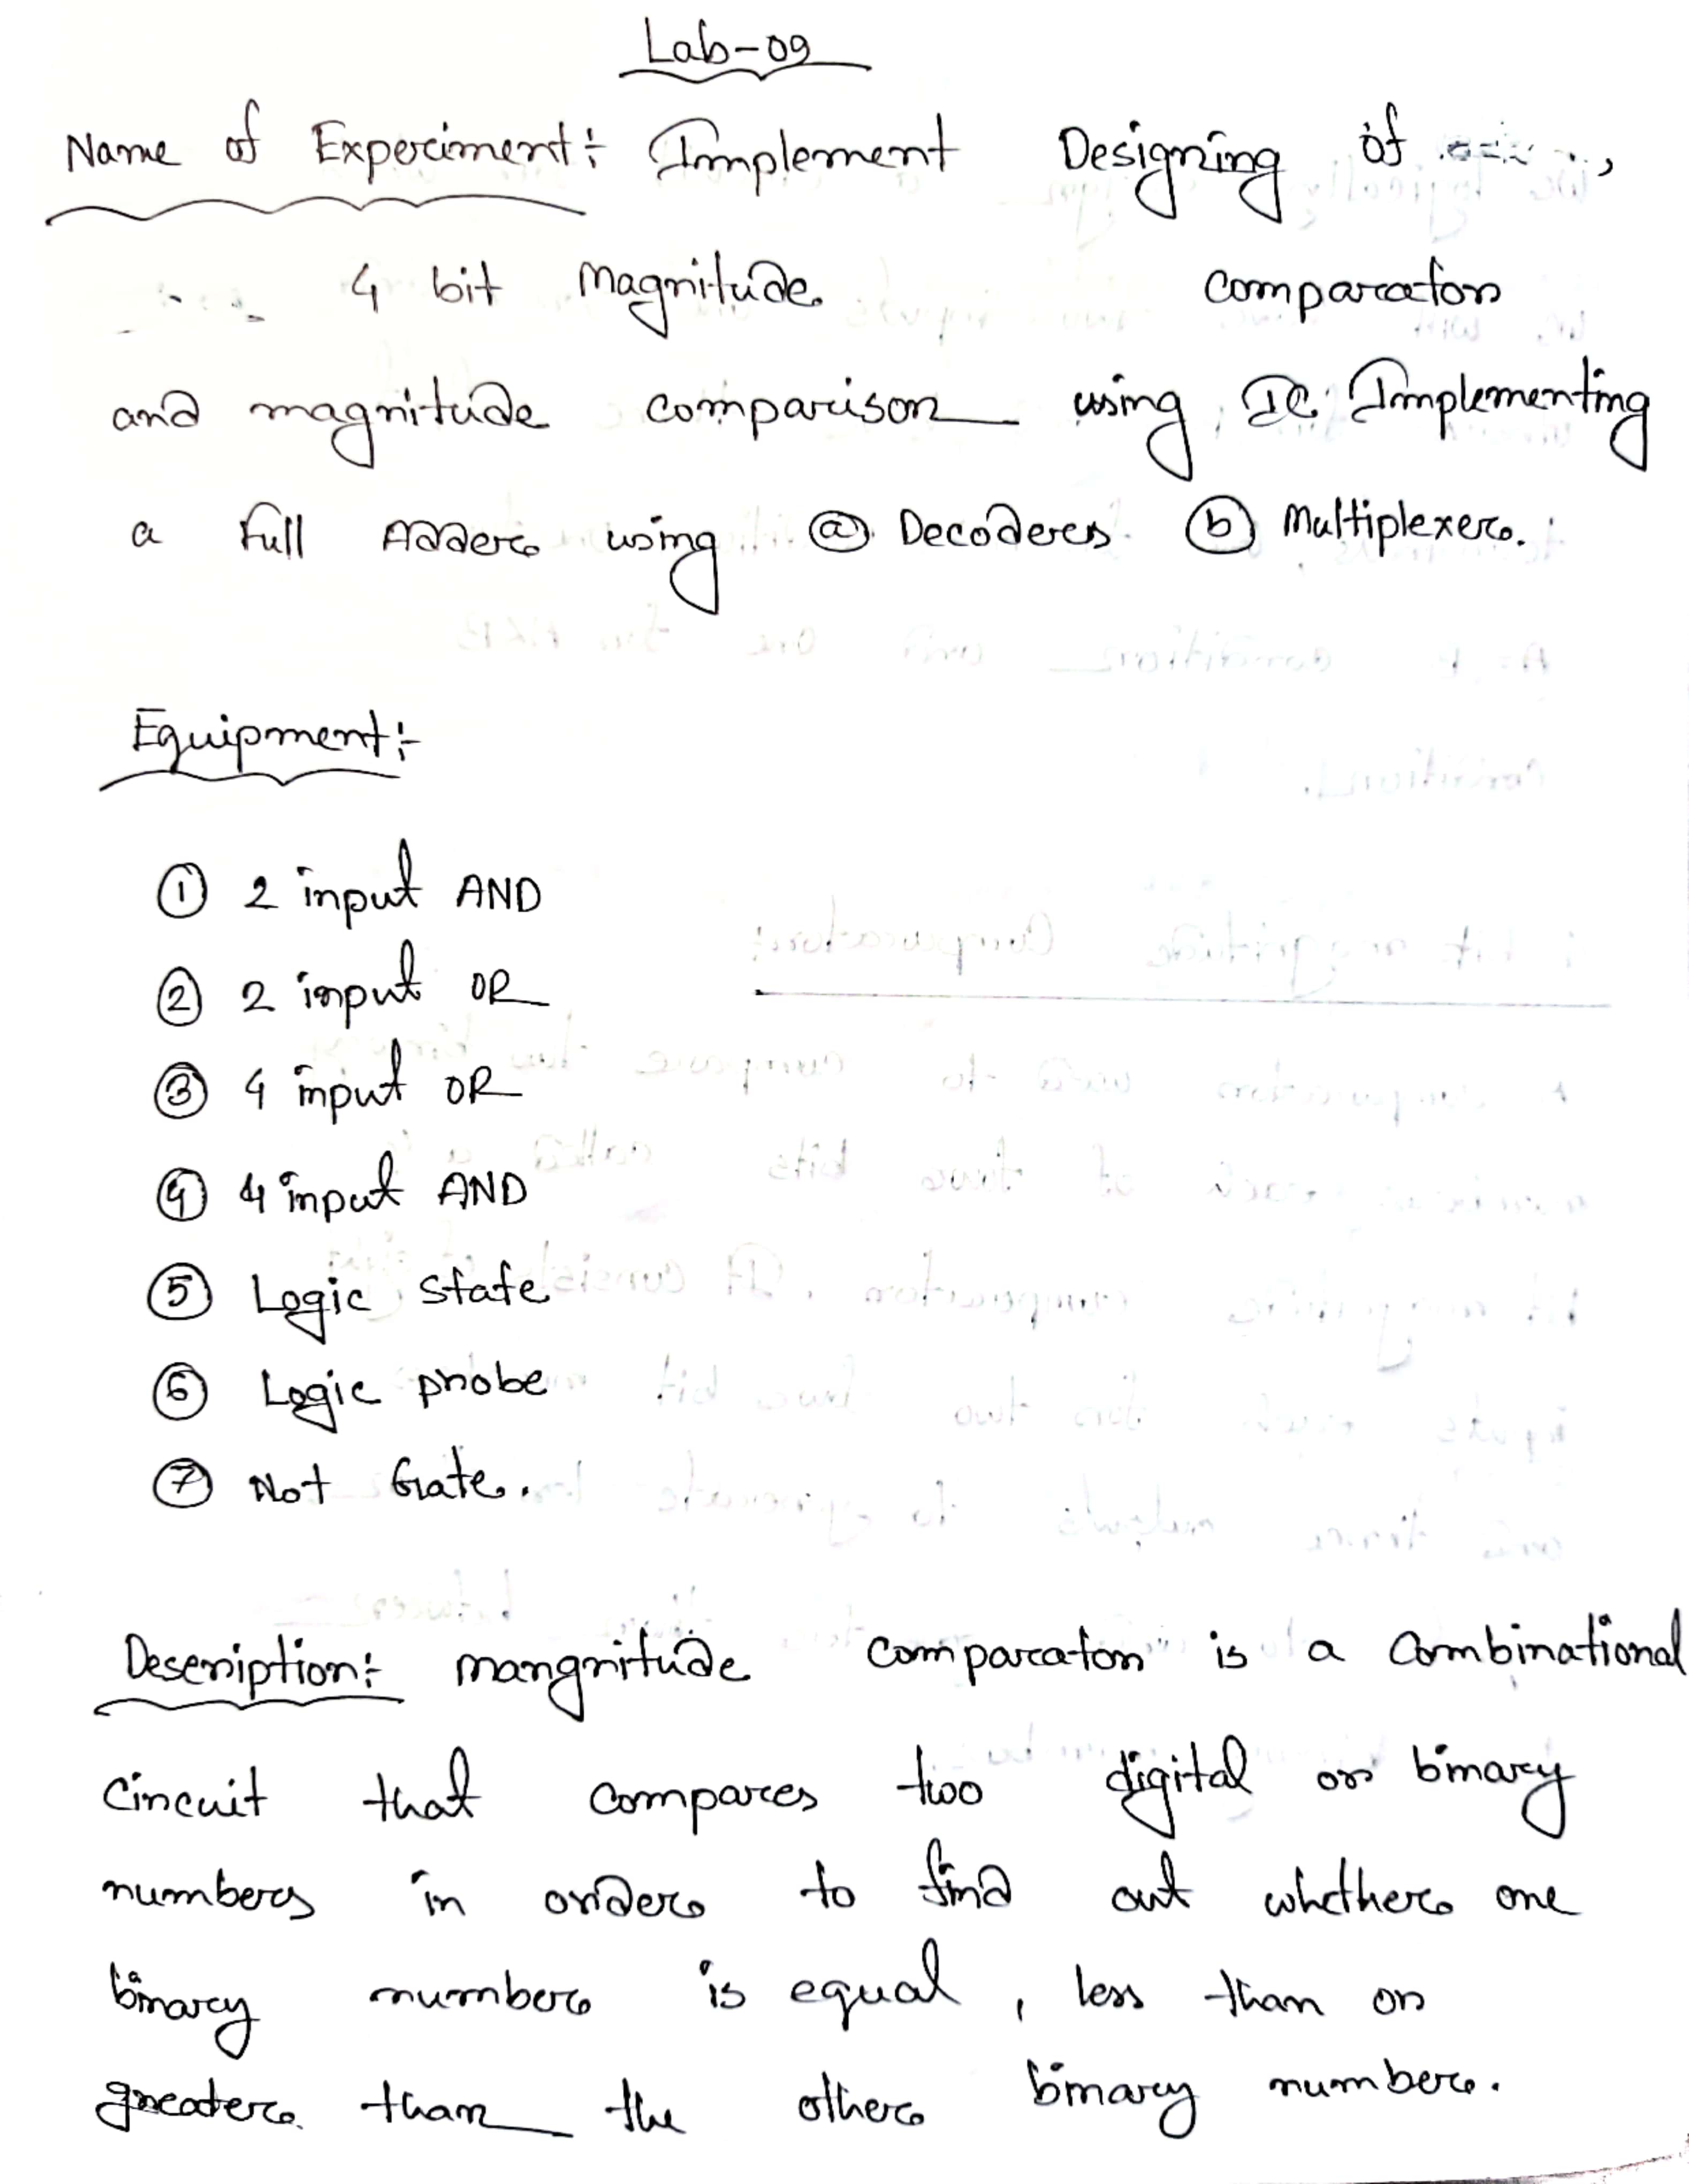 Lab-09
Name of Experiment: Implement Designing of ,
4 bit Magnitude comparator
and magnitude comparison using IC Implementing
a Full Adder using ⓐ Decoders ⓑ Multiplexer.
Equipment:
① 2 input AND
② 2 input OR
③ 4 input OR
④ 4 input AND
⑤ Logic State
⑥ Logic probe
⑦ Not Gate.
Description: mangnitude comparator is a combinational
circuit that compares two digital or binary
numbers in order to find out whether one
binary number is equal, less than or
greater than the other binary number.